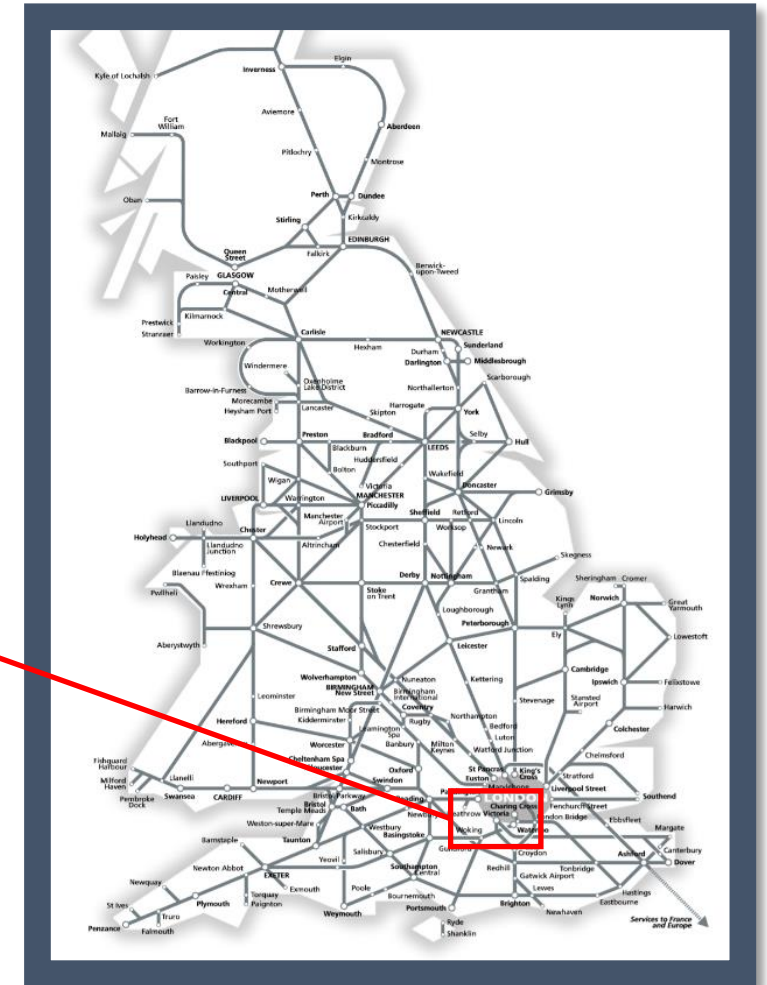 Elgin
Inverness
Kyle of Lochalsh
Aviemore
Fort
William
Mallaig
Aberdeen
Pitlochry
Montrose
Oban
Perth
Dundee
Stirling
Kirkcaldy
EDINBURGH
Queen
Street
Falkirk
Berwick-
upon-Tweed
Paisley
GLASGOW
Central
Motherwell
Prestwick
Kilmarnock
Stranraer
Carlisle
NEWCASTLE
Workington
Hexham
Durham
Sunderland
Darlington
Middlesbrough
Windermere
Oxenholme
Lake District
Scarborough
Barrow-in-Furness
Northallerton
Morecambe
Heysham Port
Lancaster
Harrogate
York
Skipton
Blackpool
Preston
Bradford
Selby
Hull
Blackburn
LEEDS
Southport
Huddersfield
Bolton
Wakefield
Wigan
Victoria
Doncaster
LIVERPOOL
Warrington
MANCHESTER
Piccadilly
Grimsby
Manchester
Airport
Sheffield
Retford
Lincoln
Llandudno
Chester
Stockport
Worksop
Holyhead
Llandudno
Junction
Altrincham
Chesterfield
Newark
Skegness
Blaenau Ffestiniog
Wrexham
Crewe
Stoke
on Trent
Derby
Nottingham
Grantham
Spalding
Sheringham
Cromer
Pwllheli
Kings
Lynn
Norwich
Great
Yarmouth
Loughborough
Peterborough
Aberystwyth
Shrewsbury
Ely
Lowestoft
Stafford
Leicester
Wolverhampton
BIRMINGHAM
New Street
Nuneaton
Kettering
Cambridge
Leominster
Birmingham
International
Ipswich
Felixstowe
Birmingham Moor Street
Coventry
Stevenage
Stansted
Airport
Harwich
Kidderminster
Rugby
Northampton
Hereford
Leamington
Spa
Bedford
Colchester
Worcester
Banbury
Milton
Keynes
Luton
Watford Junction
Chelmsford
Cheltenham Spa
Oxford
St Pancras
King's
Cross
Fishguard
Harbour
Euston
Stratford
Milford
Haven
Llanelli
Swindon
Marylebone
Liverpool Street
Pembroke
Dock
Swansea
CARDIFF
Newport
Southend
Bristol
Temple Meads
Bath
Charing Cross
Fenchurch Street
Weston-super-Mare
Victoria
London Bridge
Ebbsfleet
Margate
Barnstaple
Taunton
Westbury
Basingstoke
Woking
Waterloo
Canterbury
Newton Abbot
Yeovil
Salisbury
Croydon
Ashford
Dover
EXETER
Southampton
Central
Redhill
Tonbridge
Gatwick Airport
Newquay
Exmouth
Poole
Lewes
Hastings
St Ives
Plymouth
Torquay
Paignton
Bournemouth
Eastbourne
Truro
Weymouth
Portsmouth
Brighton
Newhaven
Penzance
Falmouth
Ryde
Shanklin
Services to France
and Europe